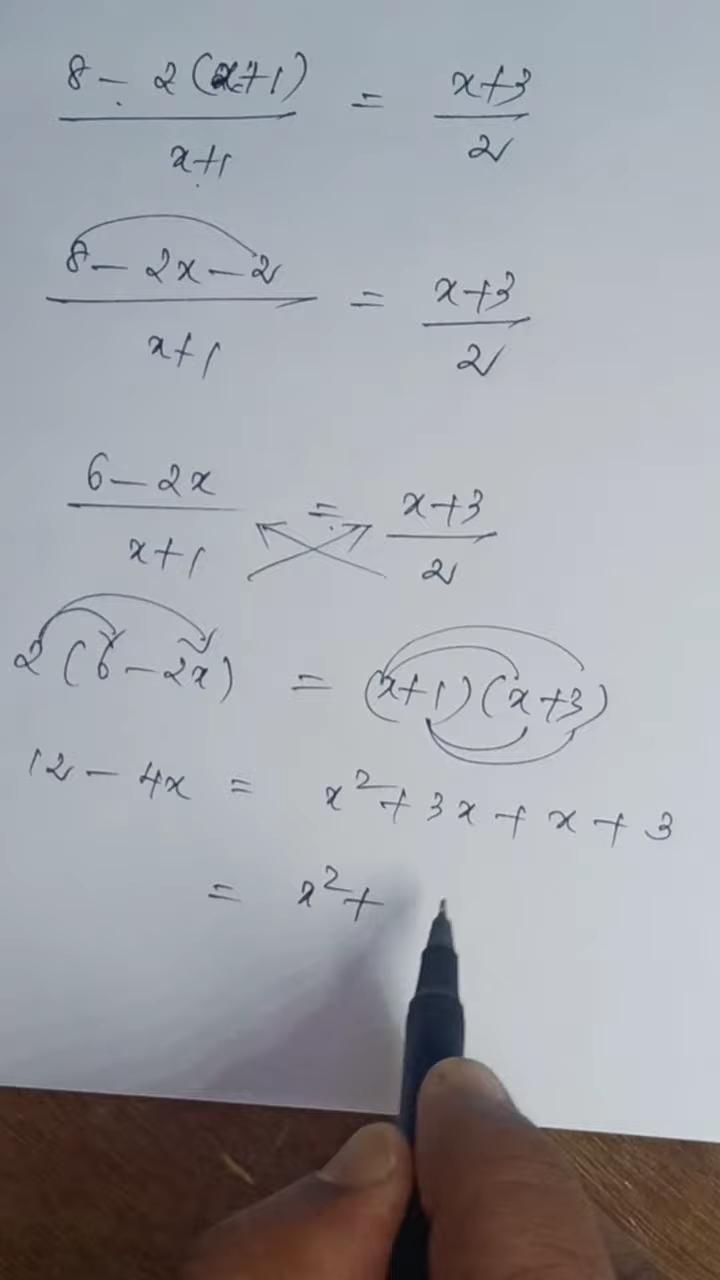 8 - 2(x+1) / x+1 = x+3 / 2
8 - 2x - 2 / x+1 = x+3 / 2
6 - 2x / x+1 = x+3 / 2
2(6 - 2x) = (x+1)(x+3)
12 - 4x = x² + 3x + x + 3
= x² +